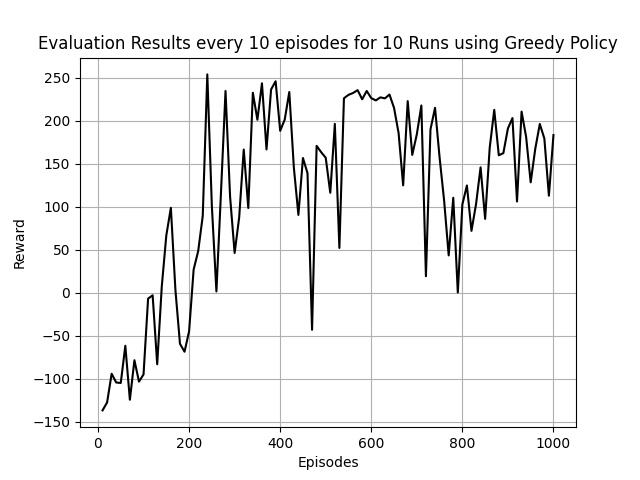 Evaluation Results every 10 episodes for 10 Runs using Greedy Policy
250
200
150
100
50
0
−50
−100
−150
Reward
0 200 400 600 800 1000
Episodes